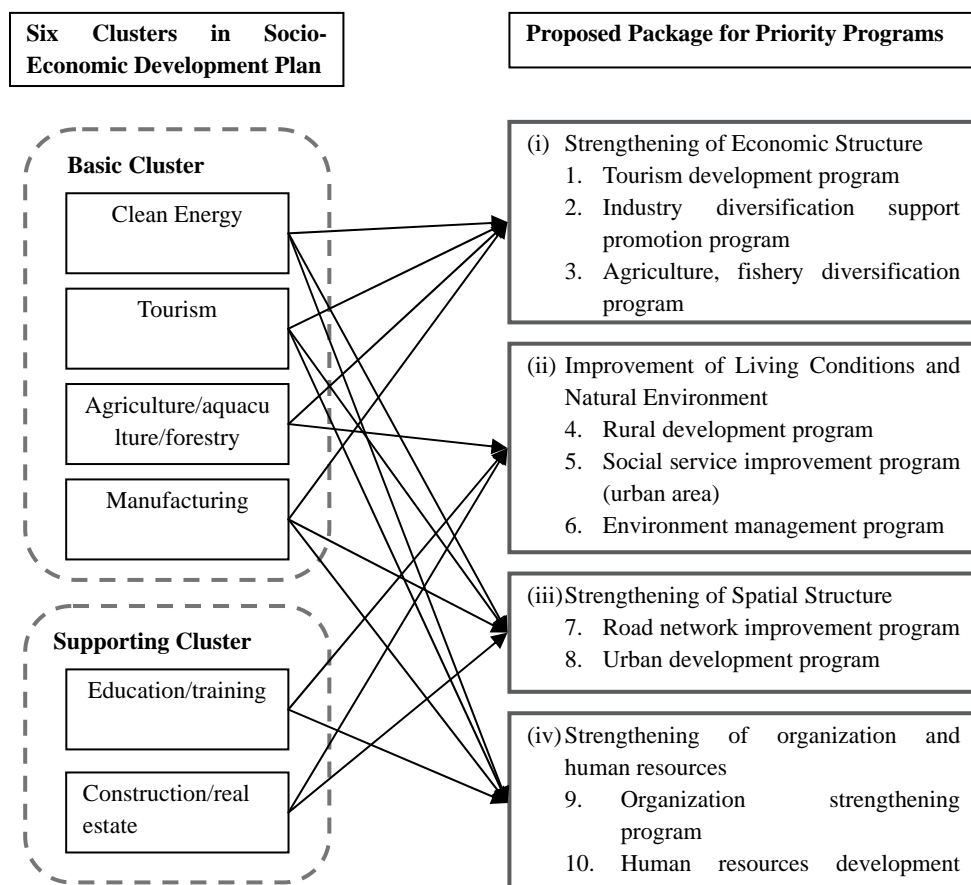 Six Clusters in Socio-
Economic Development Plan
Proposed Package for Priority Programs
Basic Cluster
Clean Energy
Tourism
Agriculture/aquacu
lture/forestry
Manufacturing
Supporting Cluster
Education/training
Construction/real
estate
(i) Strengthening of Economic Structure
1. Tourism development program
2. Industry diversification support
promotion program
3. Agriculture, fishery diversification
program
(ii) Improvement of Living Conditions and
Natural Environment
4. Rural development program
5. Social service improvement program
(urban area)
6. Environment management program
(iii) Strengthening of Spatial Structure
7. Road network improvement program
8. Urban development program
(iv) Strengthening of organization and
human resources
9. Organization strengthening
program
10. Human resources development